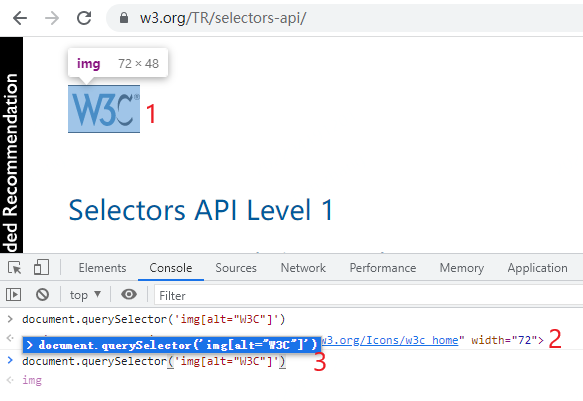 w3.org/TR/selectors-api/
img 72 × 48
W3C®
1
ded Recommendation
Selectors API Level 1
Elements Console Sources Network Performance Memory Application
top ▼ Filter
> document.querySelector('img[alt="W3C"]')
w3.org/Icons/w3c_home" width="72"> 2
> document.querySelector('img[alt="W3C"]')
> document.querySelector('img[alt="W3C"]') 3
img